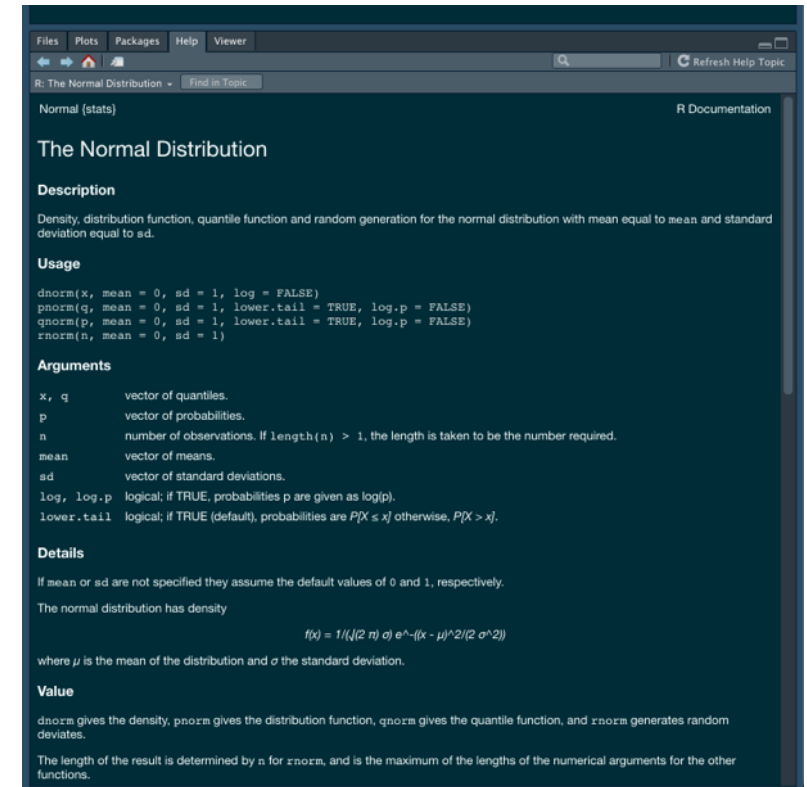 Files Plots Packages Help Viewer
Refresh Help Topic
R: The Normal Distribution Find in Topic
Normal {stats} R Documentation
The Normal Distribution
Description
Density, distribution function, quantile function and random generation for the normal distribution with mean equal to mean and standard
deviation equal to sd.
Usage
dnorm(x, mean = 0, sd = 1, log = FALSE)
pnorm(q, mean = 0, sd = 1, lower.tail = TRUE, log.p = FALSE)
qnorm(p, mean = 0, sd = 1, lower.tail = TRUE, log.p = FALSE)
rnorm(n, mean = 0, sd = 1)
Arguments
x, q vector of quantiles.
p vector of probabilities.
n number of observations. If length(n) > 1, the length is taken to be the number required.
mean vector of means.
sd vector of standard deviations.
log, log.p logical; if TRUE, probabilities p are given as log(p).
lower.tail logical; if TRUE (default), probabilities are P[X ≤ x] otherwise, P[X > x].
Details
If mean or sd are not specified they assume the default values of 0 and 1, respectively.
The normal distribution has density
f(x) = 1/(√(2 π) σ) e^-((x - μ)^2/(2 σ^2))
where μ is the mean of the distribution and σ the standard deviation.
Value
dnorm gives the density, pnorm gives the distribution function, qnorm gives the quantile function, and rnorm generates random
deviates.
The length of the result is determined by n for rnorm, and is the maximum of the lengths of the numerical arguments for the other
functions.